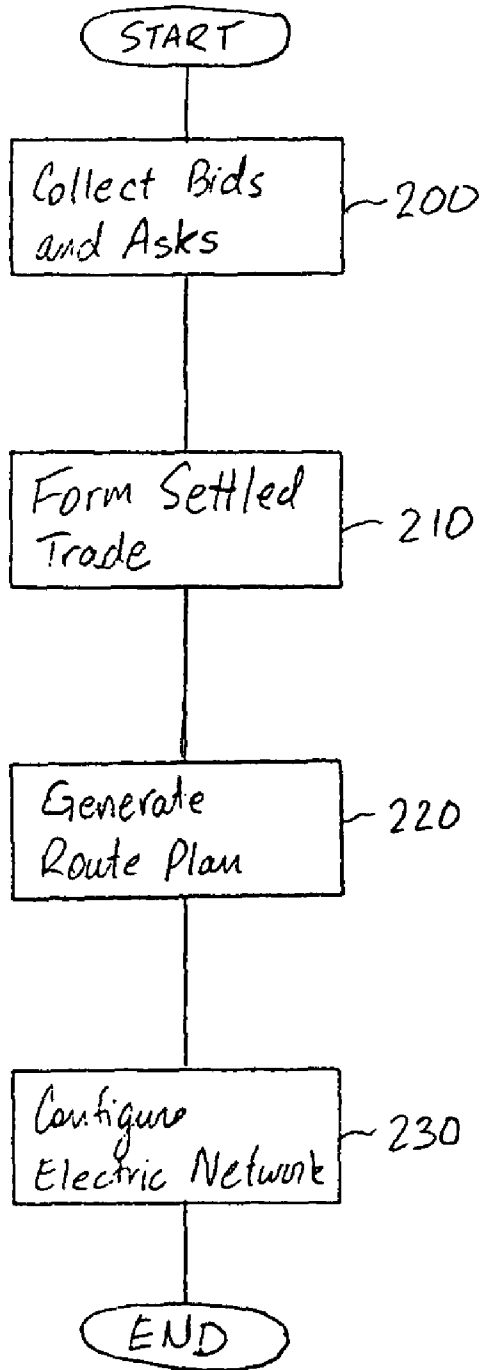 START
Collect Bids
and Asks
200
Form Settled
Trade
210
Generate
Route Plan
220
Configure
Electric Network
230
END